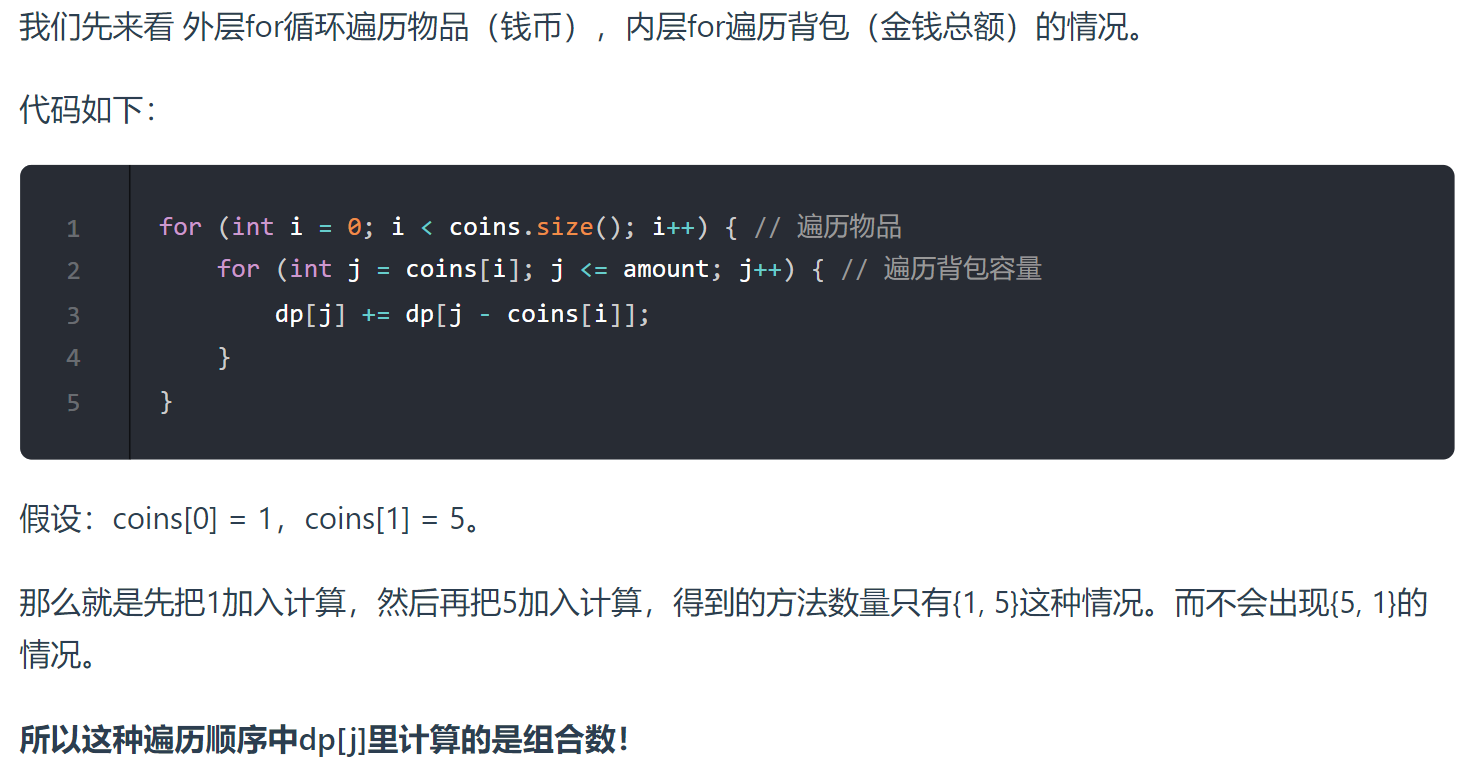 我们先来看 外层for循环遍历物品（钱币），内层for遍历背包（金钱总额）的情况。
代码如下：
1 for (int i = 0; i < coins.size(); i++) { // 遍历物品
2     for (int j = coins[i]; j <= amount; j++) { // 遍历背包容量
3         dp[j] += dp[j - coins[i]];
4     }
5 }
假设：coins[0] = 1，coins[1] = 5。
那么就是先把1加入计算，然后再把5加入计算，得到的方法数量只有{1, 5}这种情况。而不会出现{5, 1}的
情况。
所以这种遍历顺序中dp[j]里计算的是组合数！